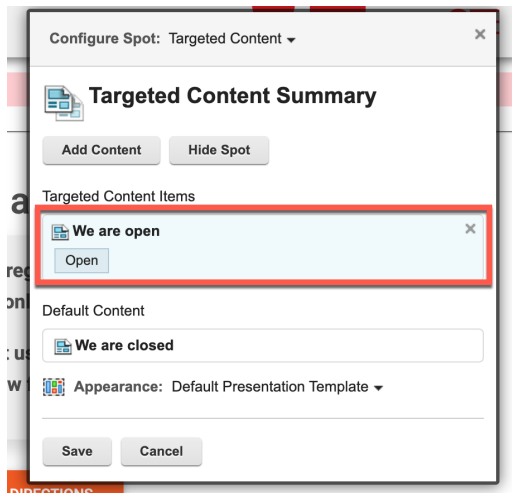 Configure Spot: Targeted Content
Targeted Content Summary
Add Content Hide Spot
Targeted Content Items
We are open
Open
Default Content
We are closed
Appearance: Default Presentation Template
Save Cancel